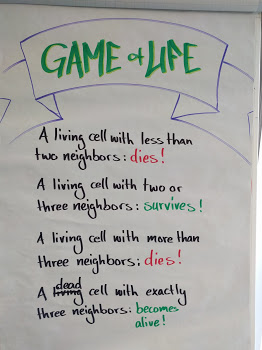 GAME of LIFE
A living cell with less than
two neighbors: dies!
A living cell with two or
three neighbors: survives!
A living cell with more than
three neighbors: dies!
dead
A living cell with exactly
three neighbors: becomes
alive!